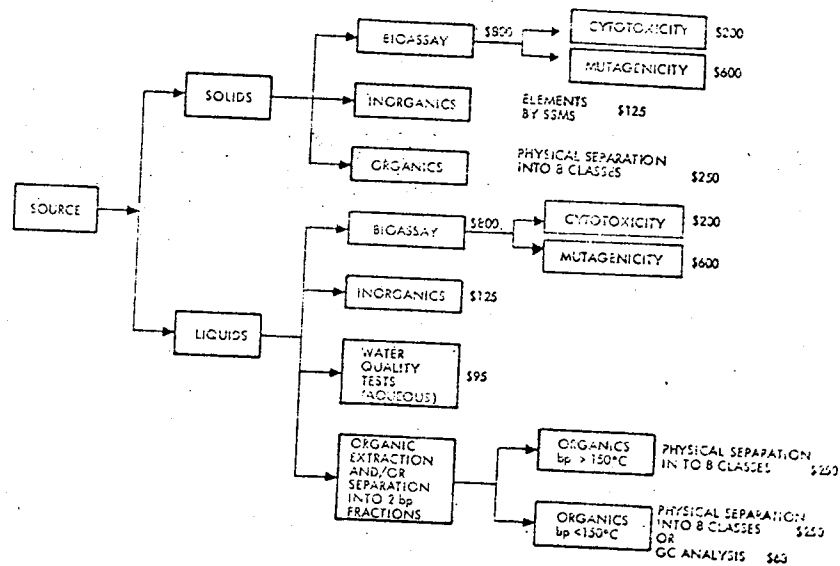 BIOASSAY
$800
CYTOTOXICITY
$200
MUTAGENICITY
$600
SOLIDS
INORGANICS
ELEMENTS
BY SSMS $125
ORGANICS
PHYSICAL SEPARATION
INTO 8 CLASSES $250
SOURCE
BIOASSAY
$800
CYTOTOXICITY
$200
MUTAGENICITY
$600
INORGANICS
$125
LIQUIDS
WATER
QUALITY
TESTS
(AQUEOUS)
$95
ORGANIC
EXTRACTION
AND/OR
SEPARATION
INTO 2 bp
FRACTIONS
ORGANICS
bp > 150°C
PHYSICAL SEPARATION
IN TO 8 CLASSES $250
ORGANICS
bp <150°C
PHYSICAL SEPARATION
INTO 8 CLASSES $250
OR
GC ANALYSIS $60